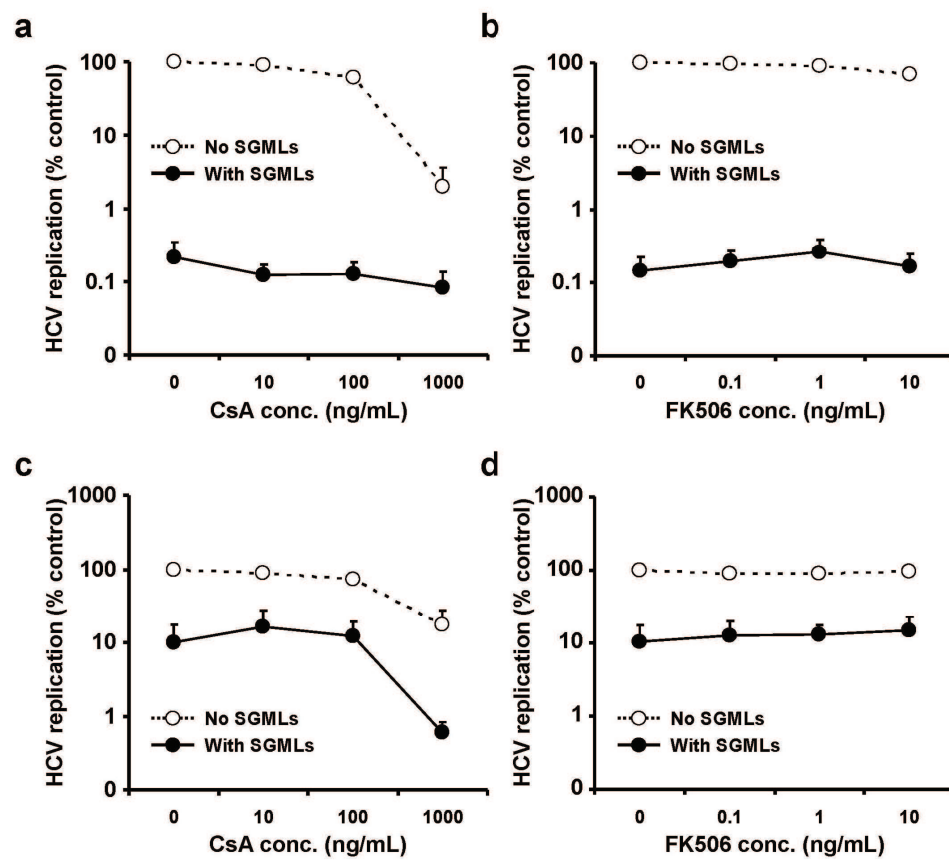 a
HCV replication (% control)
100
10
1
0.1
0
No SGMLs
With SGMLs
0 10 100 1000
CsA conc. (ng/mL)
b
HCV replication (% control)
100
10
1
0.1
0
No SGMLs
With SGMLs
0 0.1 1 10
FK506 conc. (ng/mL)
c
HCV replication (% control)
1000
100
10
1
0
No SGMLs
With SGMLs
0 10 100 1000
CsA conc. (ng/mL)
d
HCV replication (% control)
1000
100
10
1
0
No SGMLs
With SGMLs
0 0.1 1 10
FK506 conc. (ng/mL)